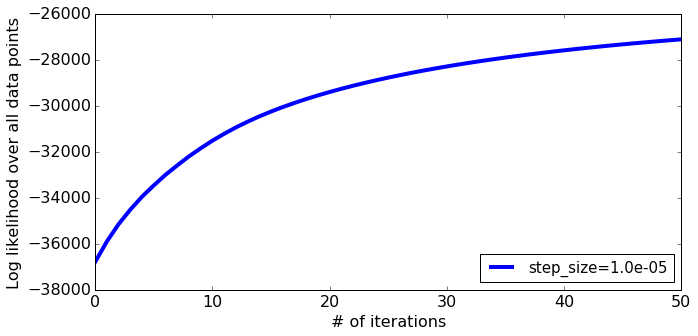 Log likelihood over all data points
−26000
−28000
−30000
−32000
−34000
−36000
−38000
0 10 20 30 40 50
# of iterations
step_size=1.0e-05